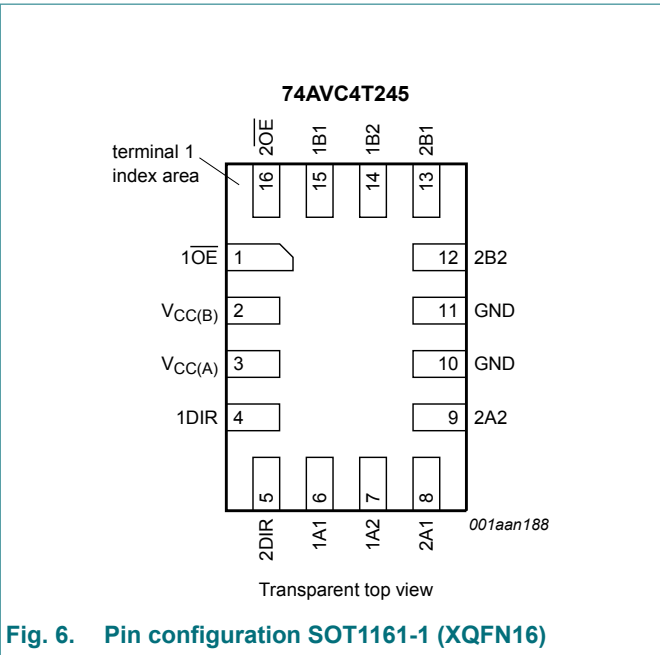 74AVC4T245
terminal 1
index area
2O̅E̅
1B1
1B2
2B1
16
15
14
13
1O̅E̅
1
12
2B2
VCC(B)
2
11
GND
VCC(A)
3
10
GND
1DIR
4
9
2A2
5
6
7
8
2DIR
1A1
1A2
2A1
001aan188
Transparent top view
Fig. 6. Pin configuration SOT1161-1 (XQFN16)